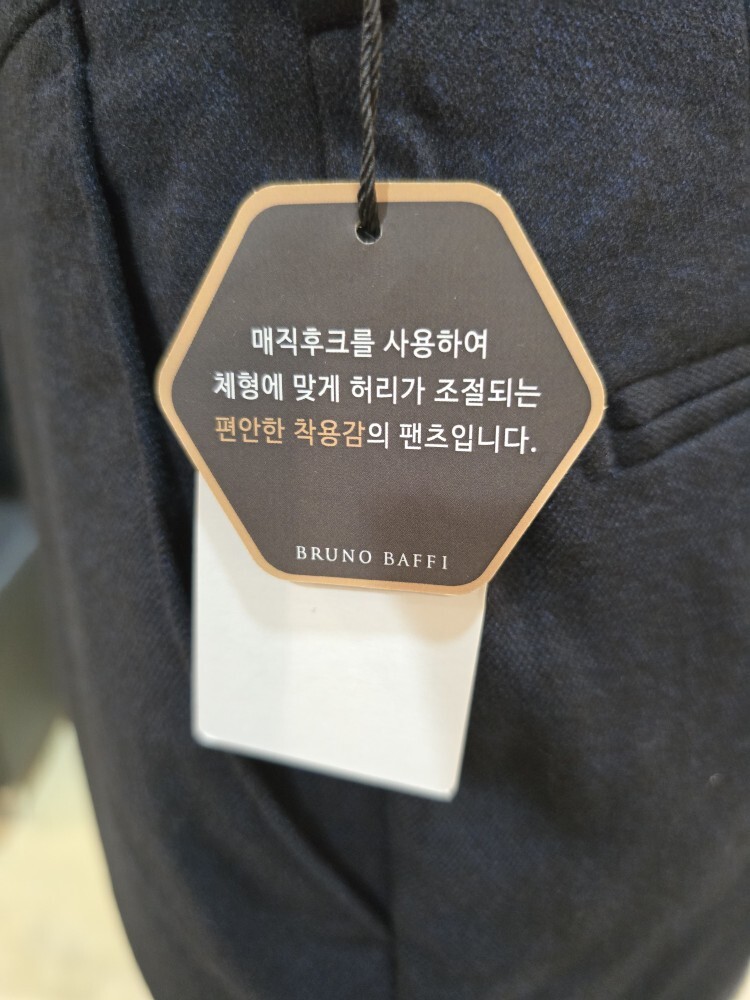 매직후크를 사용하여
체형에 맞게 허리가 조절되는
편안한 착용감의 팬츠입니다.
BRUNO BAFFI